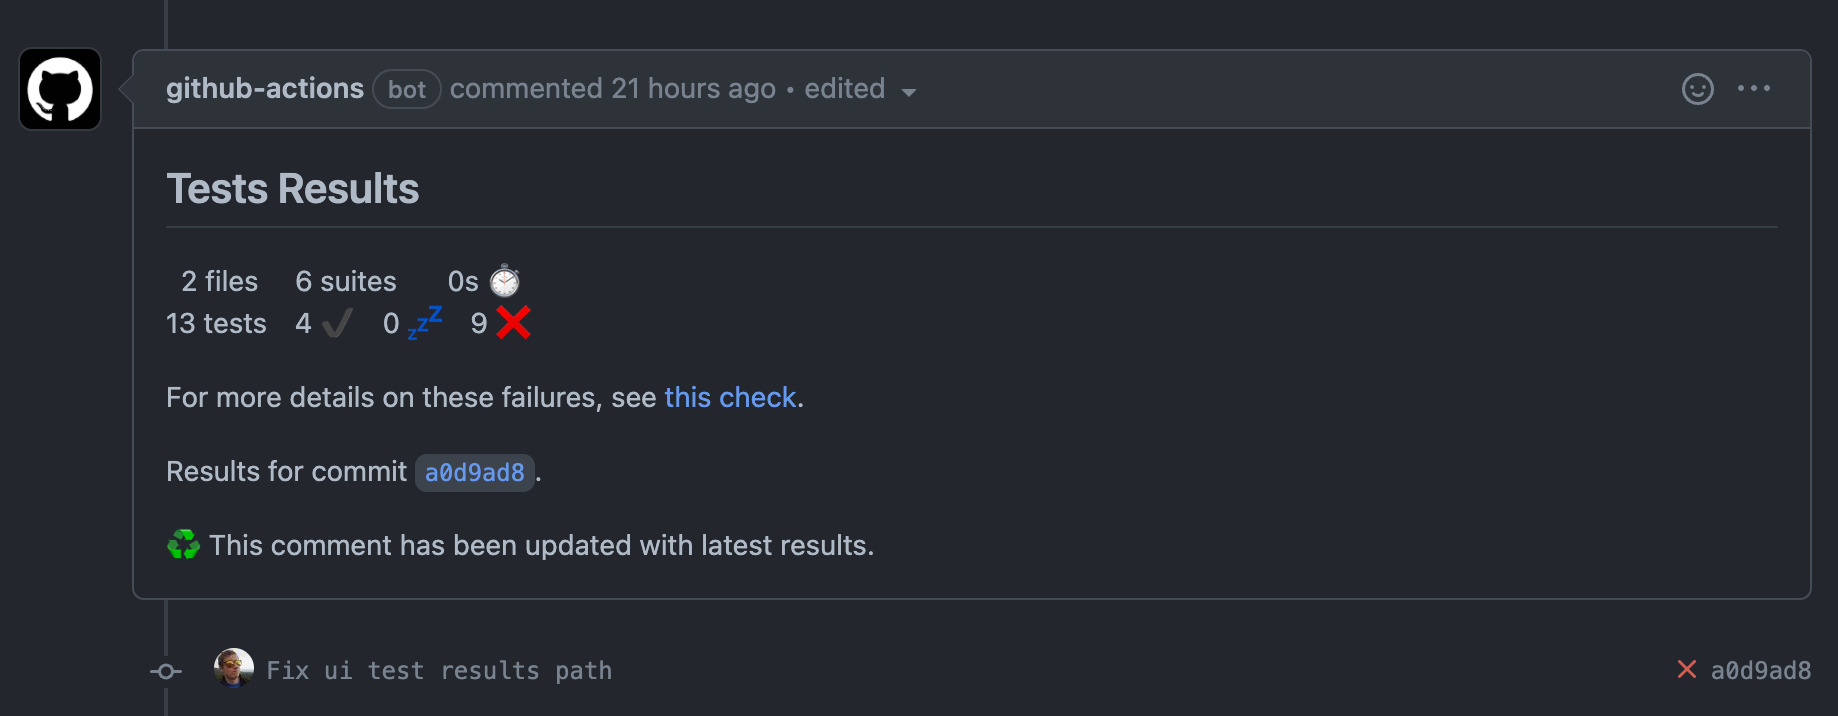 github-actions bot commented 21 hours ago • edited
Tests Results
2 files 6 suites 0s ⏱️
13 tests 4 ✔️ 0 💤 9 ❌
For more details on these failures, see this check.
Results for commit a0d9ad8.
♻️ This comment has been updated with latest results.
Fix ui test results path a0d9ad8